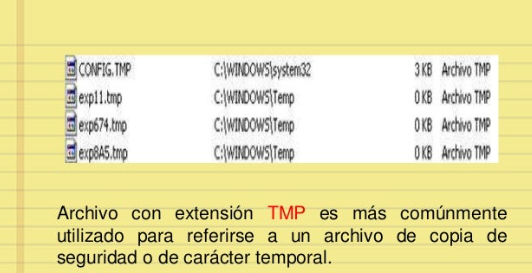 CONFIG.TMP C:\WINDOWS\system32 3 KB Archivo TMP
exp11.tmp C:\WINDOWS\Temp 0 KB Archivo TMP
exp674.tmp C:\WINDOWS\Temp 0 KB Archivo TMP
exp8A5.tmp C:\WINDOWS\Temp 0 KB Archivo TMP
Archivo con extensión TMP es más comúnmente
utilizado para referirse a un archivo de copia de
seguridad o de carácter temporal.